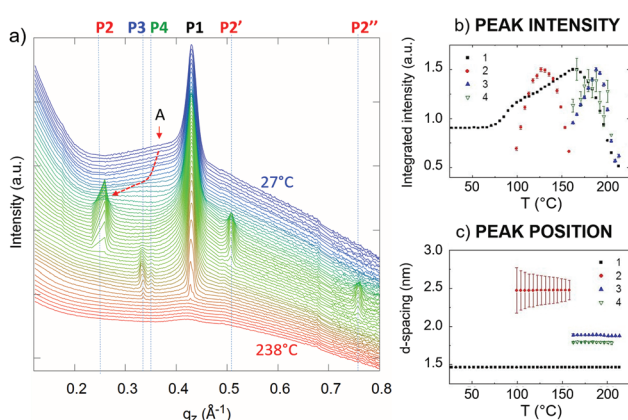 P2 P3 P4 P1 P2' P2''
a)
A
27°C
238°C
Intensity (a.u.)
0.2 0.3 0.4 0.5 0.6 0.7 0.8
q_z (Å⁻¹)
b) PEAK INTENSITY
Integrated intensity (a.u.)
1.5
1.0
0.5
1
2
3
4
50 100 150 200
T (°C)
c) PEAK POSITION
d-spacing (nm)
3.0
2.5
2.0
1.5
1
2
3
4
50 100 150 200
T (°C)